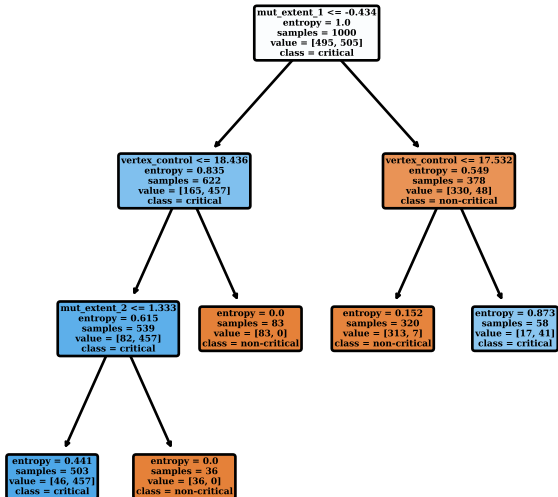 mut_extent_1 <= -0.434
entropy = 1.0
samples = 1000
value = [495, 505]
class = critical
vertex_control <= 18.436
entropy = 0.835
samples = 622
value = [165, 457]
class = critical
vertex_control <= 17.532
entropy = 0.549
samples = 378
value = [330, 48]
class = non-critical
mut_extent_2 <= 1.333
entropy = 0.615
samples = 539
value = [82, 457]
class = critical
entropy = 0.0
samples = 83
value = [83, 0]
class = non-critical
entropy = 0.152
samples = 320
value = [313, 7]
class = non-critical
entropy = 0.873
samples = 58
value = [17, 41]
class = critical
entropy = 0.441
samples = 503
value = [46, 457]
class = critical
entropy = 0.0
samples = 36
value = [36, 0]
class = non-critical